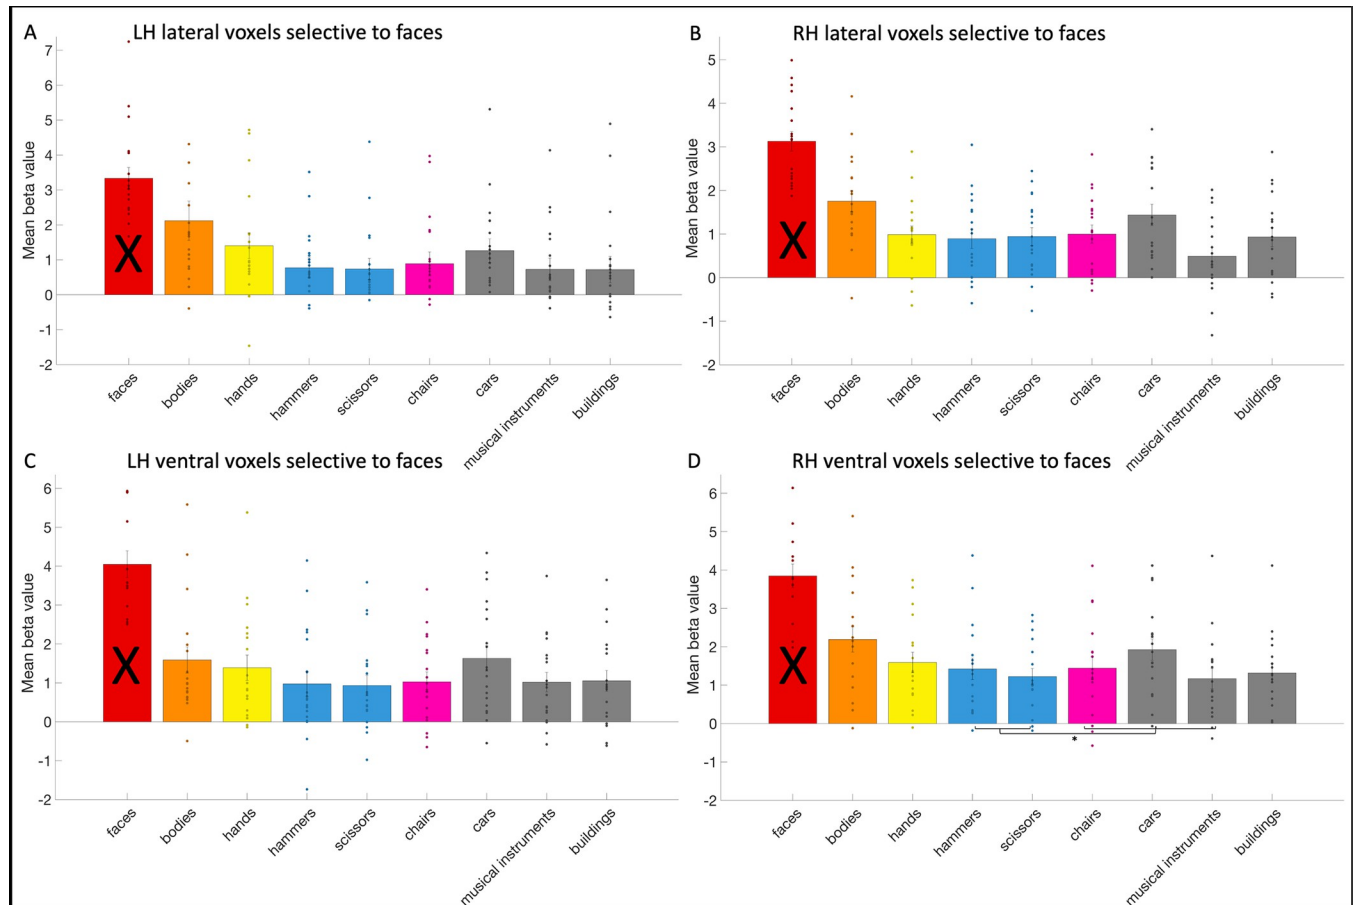 A
LH lateral voxels selective to faces
7
6
5
4
3
2
1
0
-1
-2
Mean beta value
X
faces
bodies
hands
hammers
scissors
chairs
cars
musical instruments
buildings
B
RH lateral voxels selective to faces
5
4
3
2
1
0
-1
-2
Mean beta value
X
faces
bodies
hands
hammers
scissors
chairs
cars
musical instruments
buildings
C
LH ventral voxels selective to faces
6
5
4
3
2
1
0
-1
-2
Mean beta value
X
faces
bodies
hands
hammers
scissors
chairs
cars
musical instruments
buildings
D
RH ventral voxels selective to faces
6
5
4
3
2
1
0
-1
-2
Mean beta value
X
*
faces
bodies
hands
hammers
scissors
chairs
cars
musical instruments
buildings